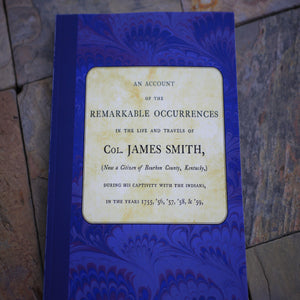 AN ACCOUNT
OF THE
REMARKABLE OCCURRENCES
IN THE LIFE AND TRAVELS OF
COL. JAMES SMITH,
(Now a Citizen of Bourbon County, Kentucky,)
DURING HIS CAPTIVITY WITH THE INDIANS,
IN THE YEARS 1755, '56, '57, '58, & '59,